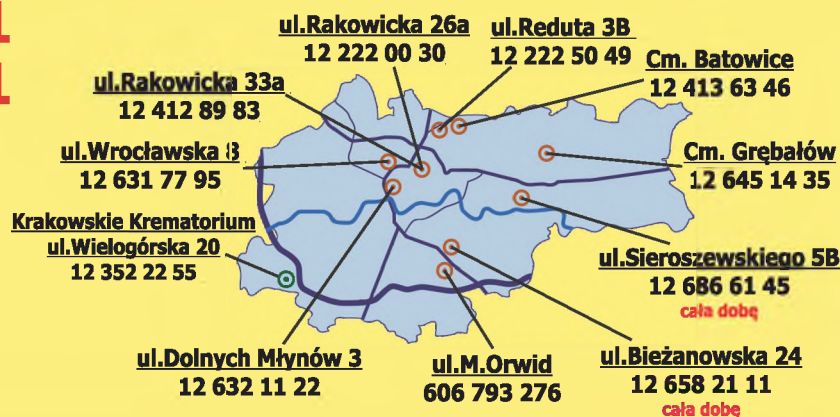 1
1
ul.Rakowicka 26a
12 222 00 30
ul.Reduta 3B
12 222 50 49
Cm. Batowice
12 413 63 46
ul.Rakowicka 33a
12 412 89 83
ul.Wrocławska 8
12 631 77 95
Cm. Grębałów
12 645 14 35
Krakowskie Krematorium
ul.Wielogórska 20
12 352 22 55
ul.Sieroszewskiego 5B
12 686 61 45
cała dobę
ul.Dolnych Młynów 3
12 632 11 22
ul.M.Orwid
606 793 276
ul.Bieżanowska 24
12 658 21 11
cała dobę